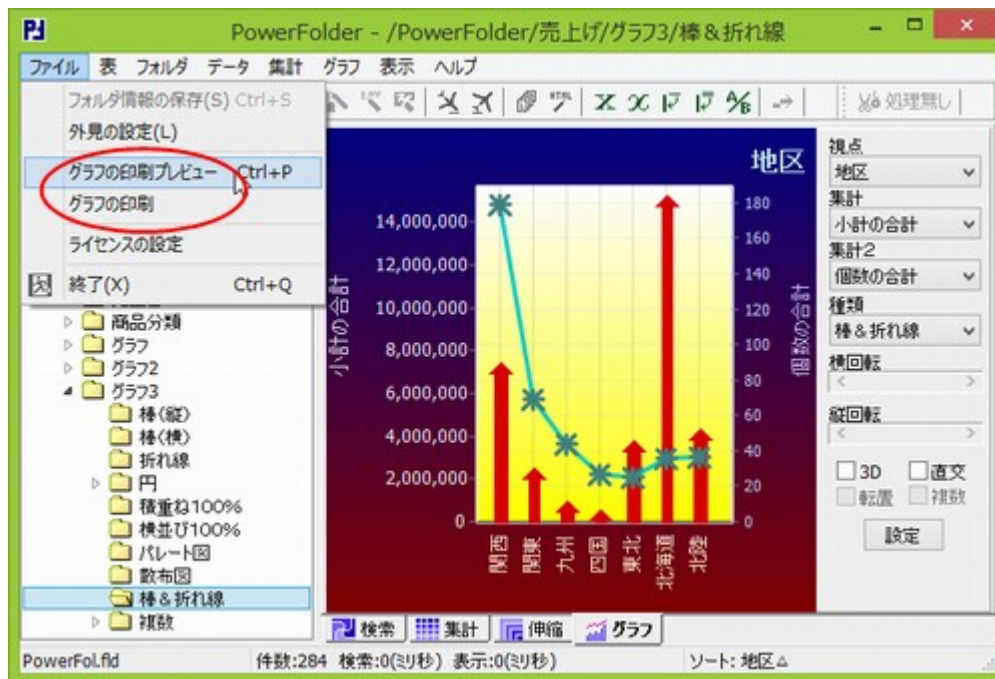 PowerFolder - /PowerFolder/売上げ/グラフ3/棒＆折れ線
ファイル 表 フォルダ データ 集計 グラフ 表示 ヘルプ
フォルダ情報の保存(S) Ctrl+S
外見の設定(L)
グラフの印刷プレビュー Ctrl+P
グラフの印刷
ライセンスの設定
終了(X) Ctrl+Q
処理無し
商品分類
グラフ
グラフ2
グラフ3
棒(縦)
棒(横)
折れ線
円
積重ね100%
横並び100%
パレート図
散布図
棒＆折れ線
複数
地区
小計の合計
14,000,000
12,000,000
10,000,000
8,000,000
6,000,000
4,000,000
2,000,000
0
180
160
140
120
100
80
60
40
20
0
個数の合計
関西 関東 九州 四国 東北 北海道 北陸
視点
地区
集計
小計の合計
集計2
個数の合計
種類
棒＆折れ線
横回転
縦回転
3D 直交
転置 複数
設定
検索 集計 伸縮 グラフ
PowerFol.fld 件数:284 検索:0(ミリ秒) 表示:0(ミリ秒) ソート: 地区△